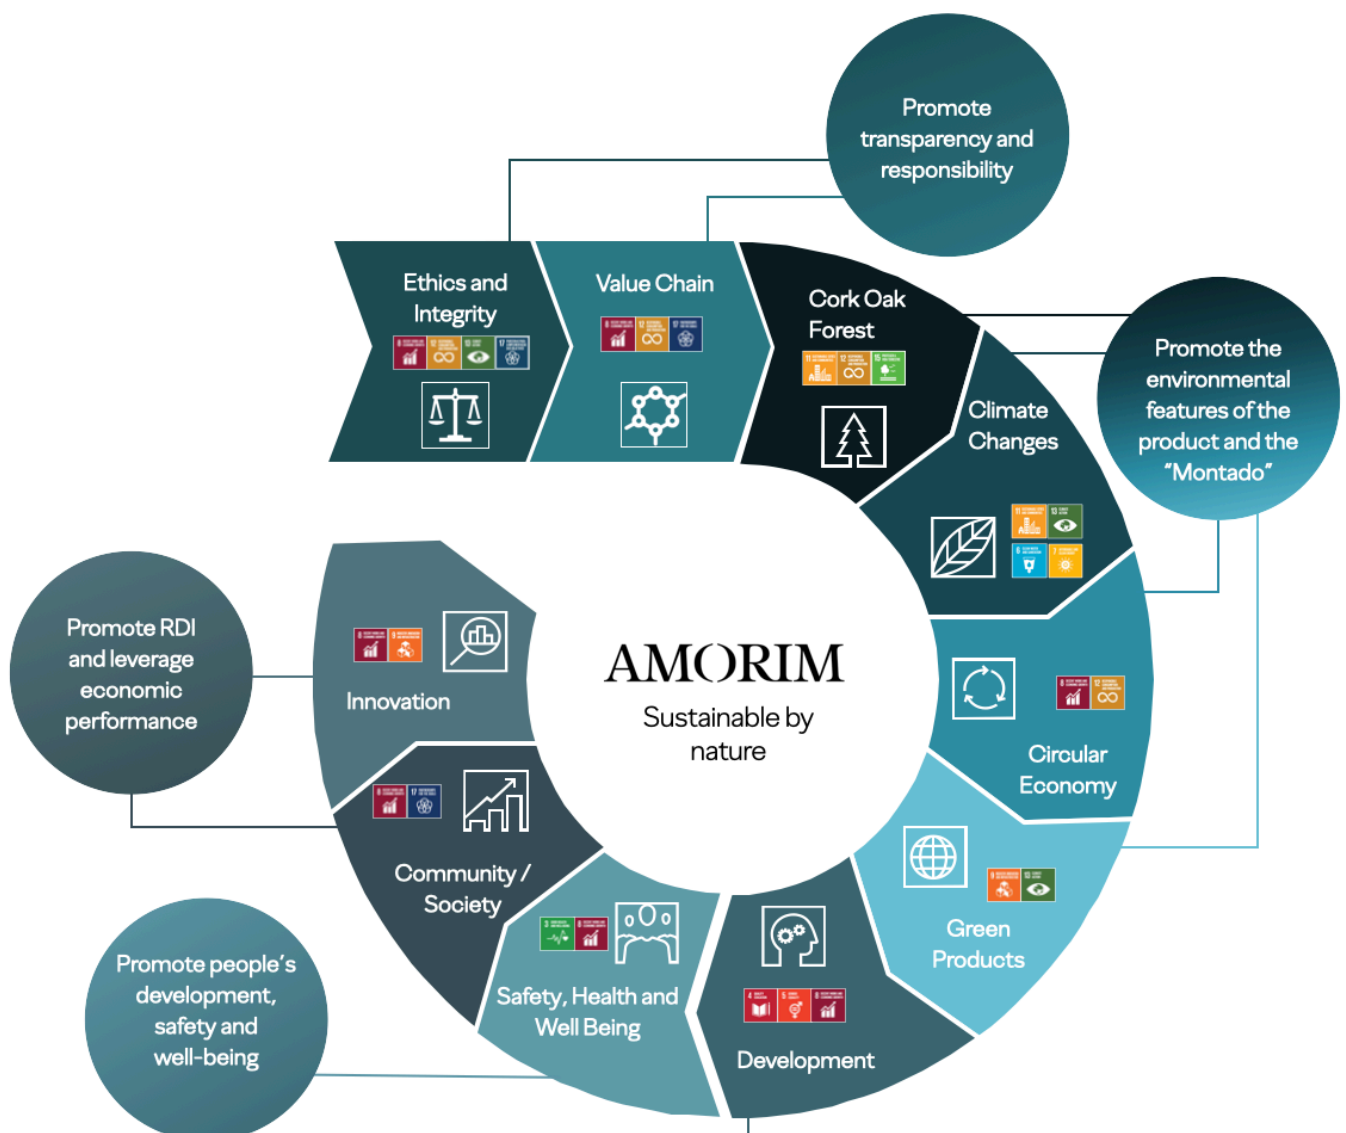 Promote
transparency and
responsibility
Ethics and
Integrity
Value Chain
Cork Oak
Forest
Climate
Changes
Promote the
environmental
features of the
product and the
“Montado”
Circular
Economy
Green
Products
Development
Safety, Health and
Well Being
Community /
Society
Innovation
Promote RDI
and leverage
economic
performance
Promote people's
development,
safety and
well-being
AMORIM
Sustainable by
nature